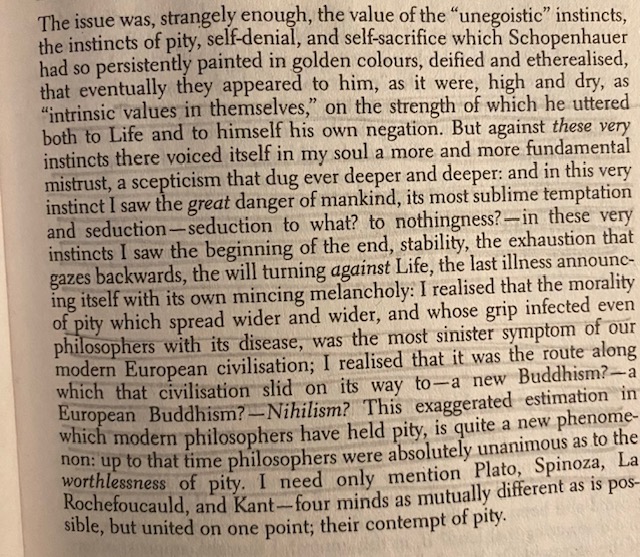 The issue was, strangely enough, the value of the “unegoistic” instincts,
the instincts of pity, self-denial, and self-sacrifice which Schopenhauer
had so persistently painted in golden colours, deified and etherealised,
that eventually they appeared to him, as it were, high and dry, as
“intrinsic values in themselves,” on the strength of which he uttered
both to Life and to himself his own negation. But against these very
instincts there voiced itself in my soul a more and more fundamental
mistrust, a scepticism that dug ever deeper and deeper: and in this very
instinct I saw the great danger of mankind, its most sublime temptation
and seduction—seduction to what? to nothingness?—in these very
instincts I saw the beginning of the end, stability, the exhaustion that
gazes backwards, the will turning against Life, the last illness announc-
ing itself with its own mincing melancholy: I realised that the morality
of pity which spread wider and wider, and whose grip infected even
philosophers with its disease, was the most sinister symptom of our
modern European civilisation; I realised that it was the route along
which that civilisation slid on its way to—a new Buddhism?—a
European Buddhism?—Nihilism? This exaggerated estimation in
which modern philosophers have held pity, is quite a new phenome-
non: up to that time philosophers were absolutely unanimous as to the
worthlessness of pity. I need only mention Plato, Spinoza, La
Rochefoucauld, and Kant—four minds as mutually different as is pos-
sible, but united on one point; their contempt of pity.